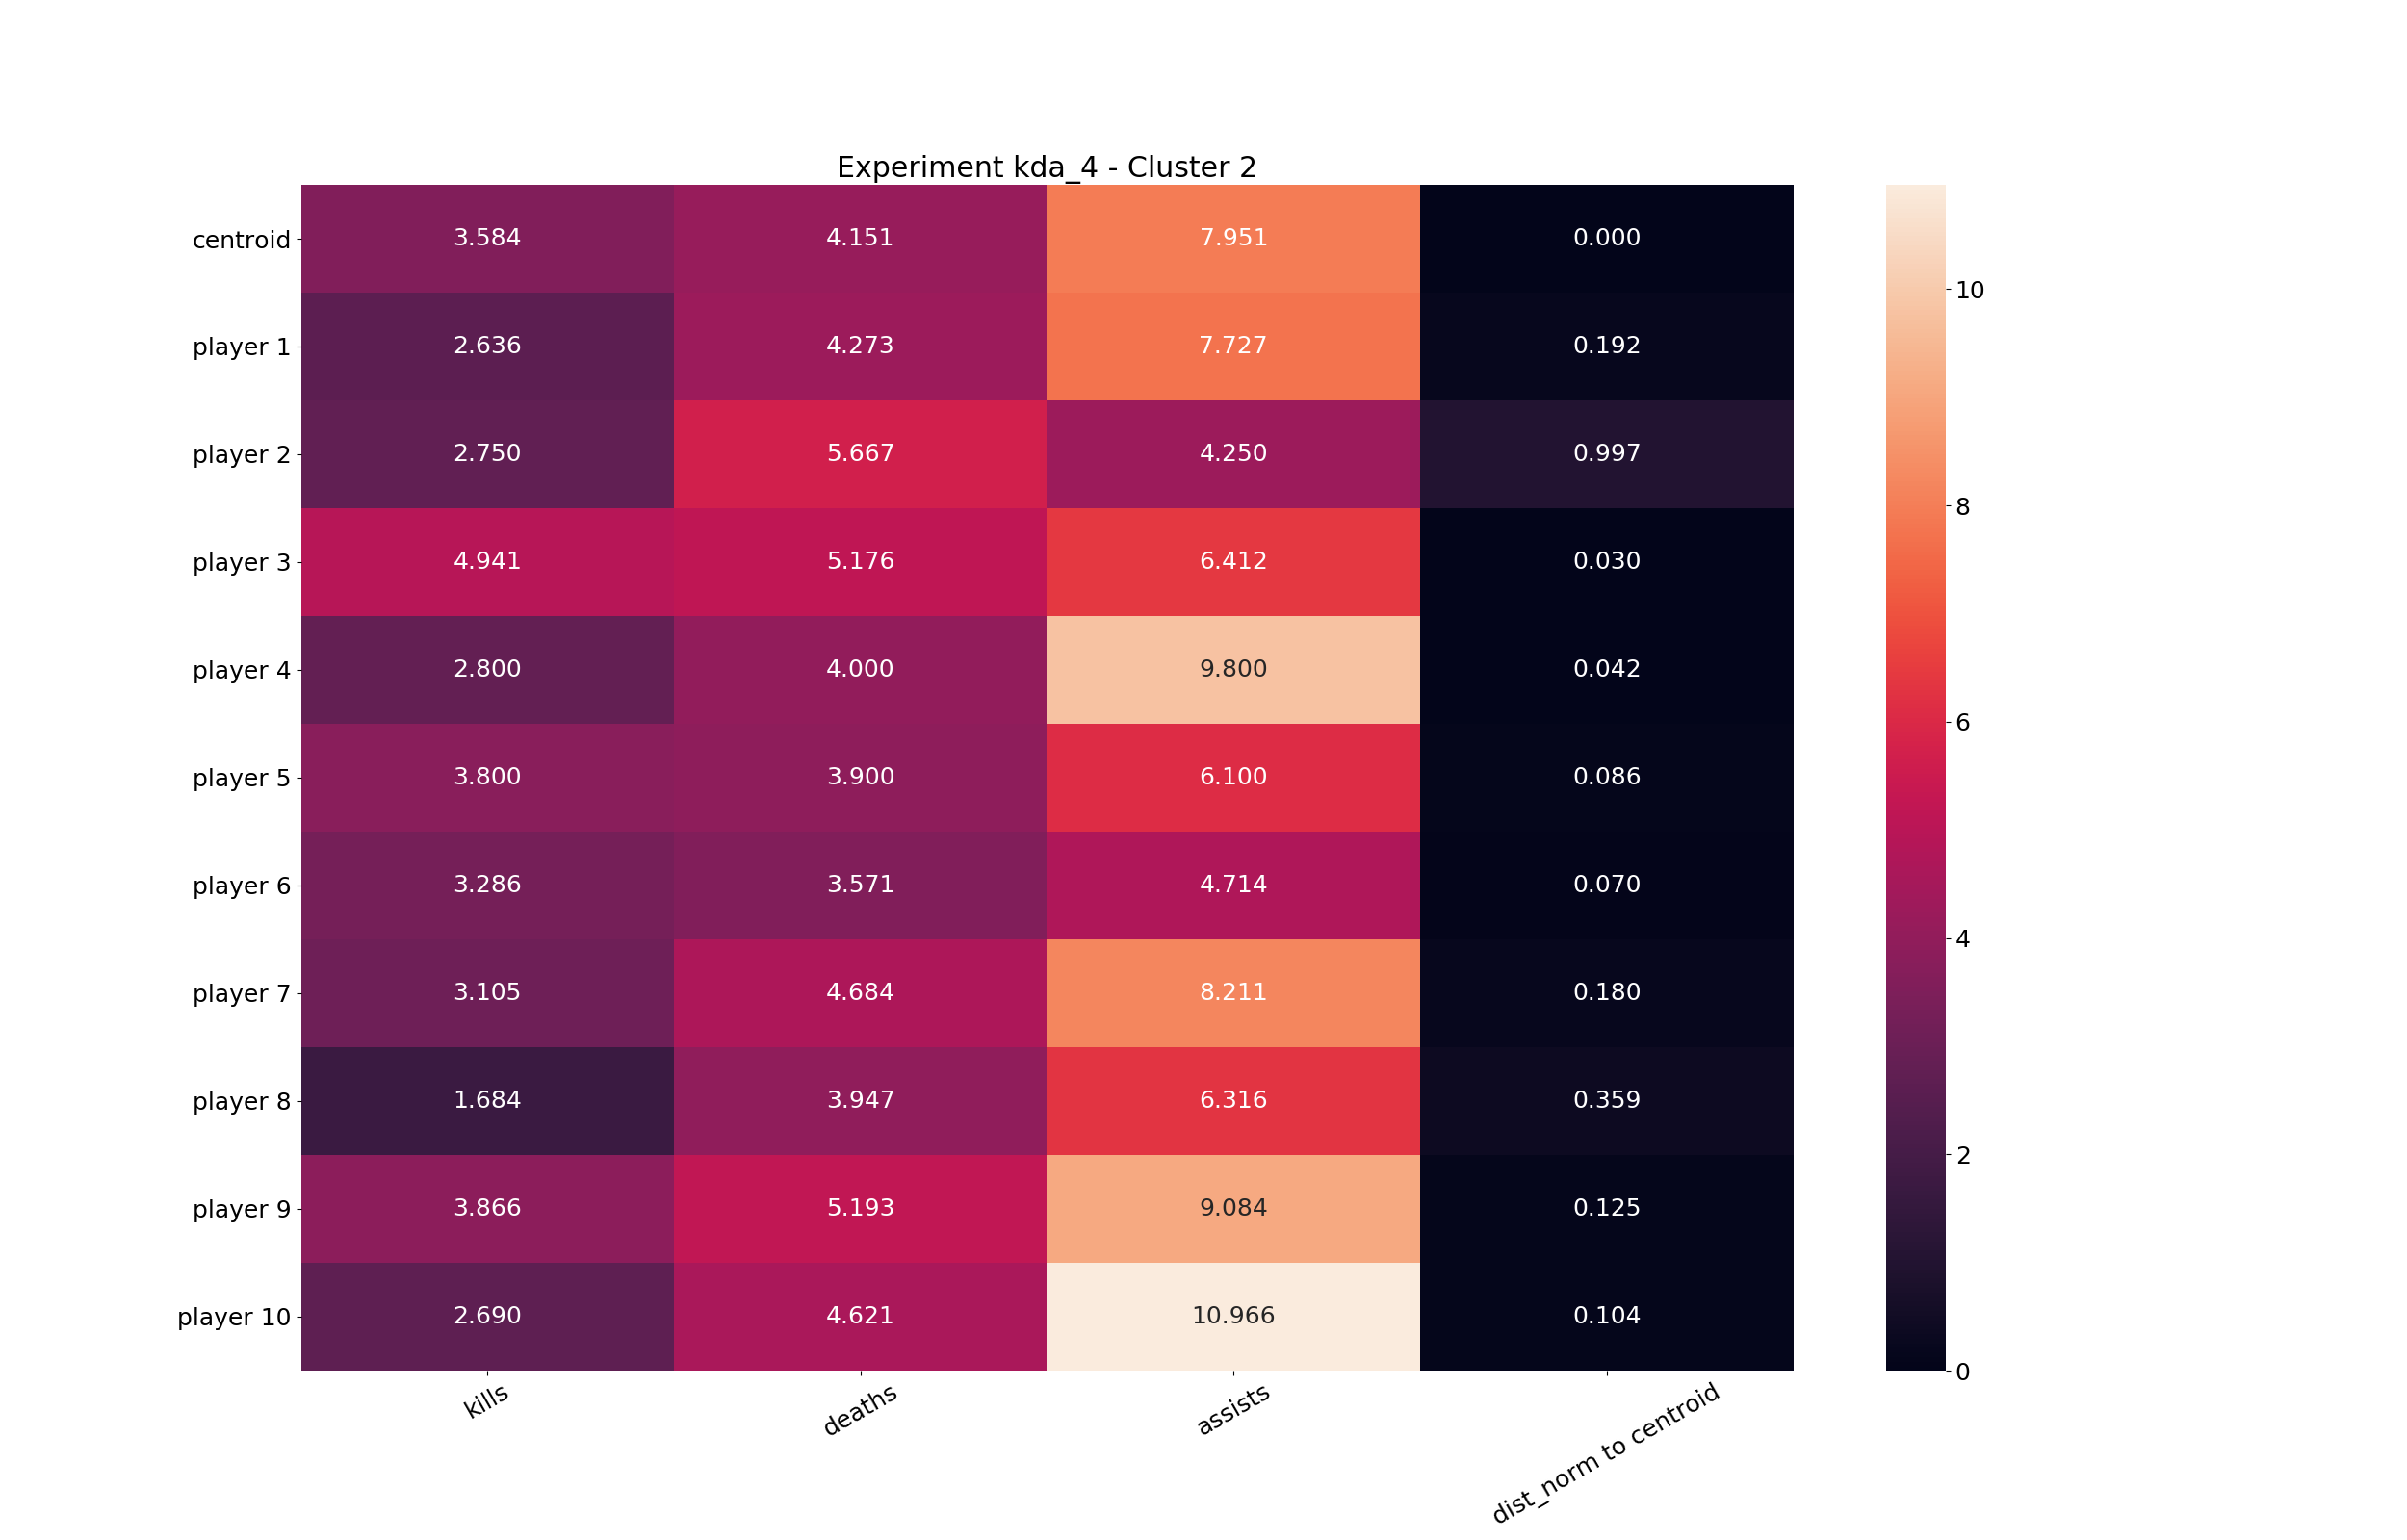 Experiment kda_4 - Cluster 2
centroid 3.584 4.151 7.951 0.000
player 1 2.636 4.273 7.727 0.192
player 2 2.750 5.667 4.250 0.997
player 3 4.941 5.176 6.412 0.030
player 4 2.800 4.000 9.800 0.042
player 5 3.800 3.900 6.100 0.086
player 6 3.286 3.571 4.714 0.070
player 7 3.105 4.684 8.211 0.180
player 8 1.684 3.947 6.316 0.359
player 9 3.866 5.193 9.084 0.125
player 10 2.690 4.621 10.966 0.104
kills deaths assists dist_norm to centroid
10
8
6
4
2
0